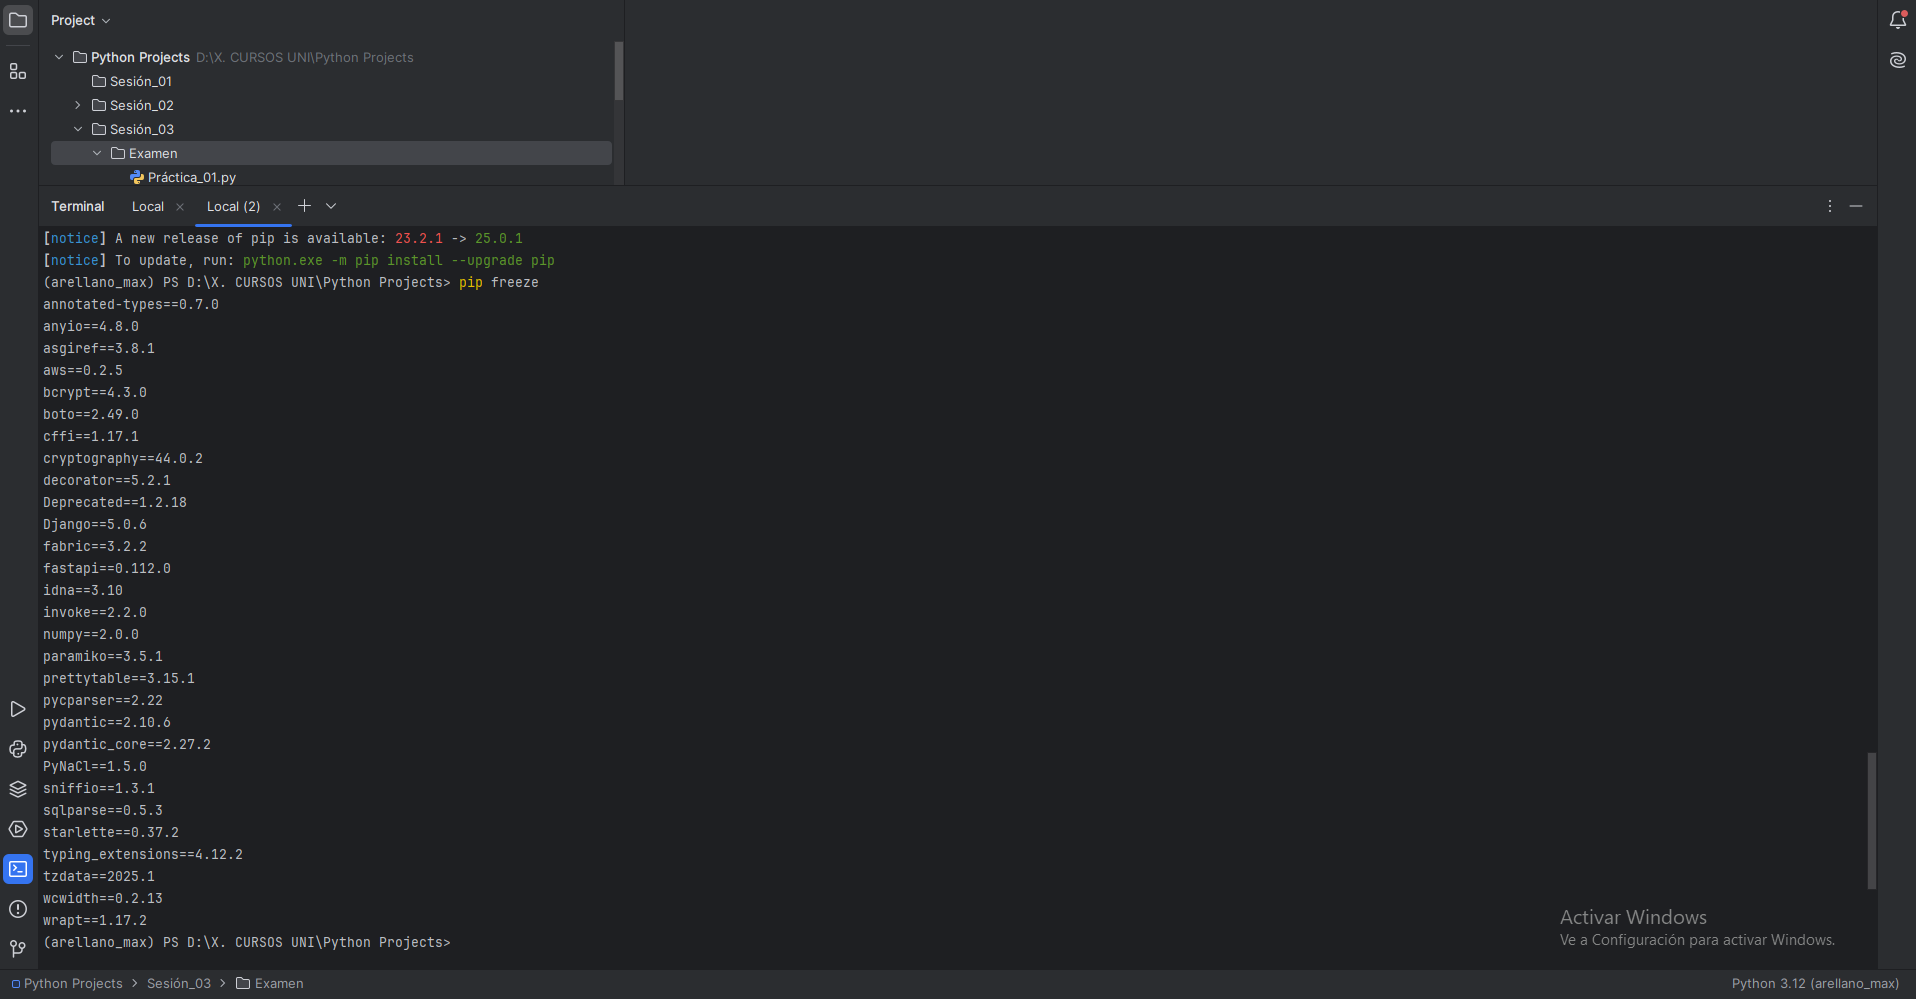 Project
Python Projects D:\X. CURSOS UNI\Python Projects
Sesión_01
Sesión_02
Sesión_03
Examen
Práctica_01.py
Terminal Local Local (2)
[notice] A new release of pip is available: 23.2.1 -> 25.0.1
[notice] To update, run: python.exe -m pip install --upgrade pip
(arellano_max) PS D:\X. CURSOS UNI\Python Projects> pip freeze
annotated-types==0.7.0
anyio==4.8.0
asgiref==3.8.1
aws==0.2.5
bcrypt==4.3.0
boto==2.49.0
cffi==1.17.1
cryptography==44.0.2
decorator==5.2.1
Deprecated==1.2.18
Django==5.0.6
fabric==3.2.2
fastapi==0.112.0
idna==3.10
invoke==2.2.0
numpy==2.0.0
paramiko==3.5.1
prettytable==3.15.1
pycparser==2.22
pydantic==2.10.6
pydantic_core==2.27.2
PyNaCl==1.5.0
sniffio==1.3.1
sqlparse==0.5.3
starlette==0.37.2
typing_extensions==4.12.2
tzdata==2025.1
wcwidth==0.2.13
wrapt==1.17.2
(arellano_max) PS D:\X. CURSOS UNI\Python Projects>
Activar Windows
Ve a Configuración para activar Windows.
Python Projects > Sesión_03 > Examen
Python 3.12 (arellano_max)